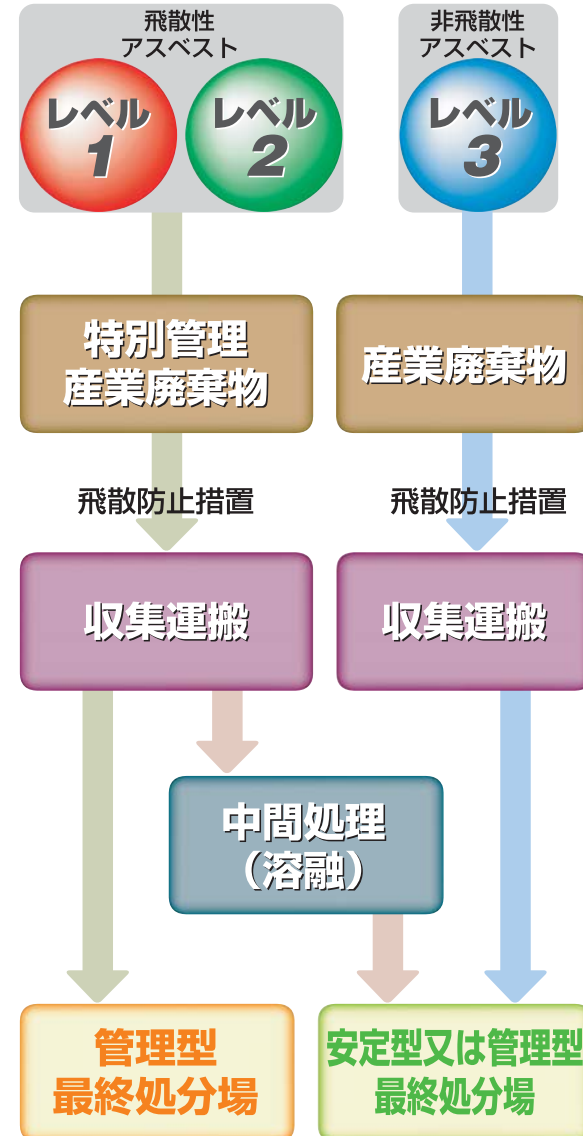 飛散性
アスベスト
非飛散性
アスベスト
レベル
1
レベル
2
レベル
3
特別管理
産業廃棄物
産業廃棄物
飛散防止措置
飛散防止措置
収集運搬
収集運搬
中間処理
（溶融）
管理型
最終処分場
安定型又は管理型
最終処分場